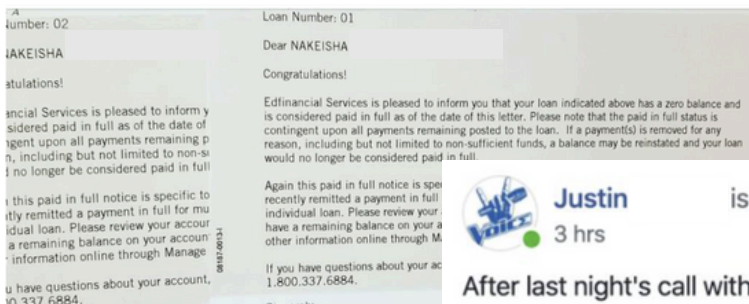 umber: 02
AKEISHA
atulations!
ancial Services is pleased to inform y
sidered paid in full as of the date of
ngent upon all payments remaining p
n, including but not limited to non-s
no longer be considered paid in full
this paid in full notice is specific to
tly remitted a payment in full for mu
idual loan. Please review your accour
a remaining balance on your accoun
information online through Manage
u have questions about your account,
00.337.6884.
08187-0013-I
Loan Number: 01
Dear NAKEISHA
Congratulations!
Edfinancial Services is pleased to inform you that your loan indicated above has a zero balance and
is considered paid in full as of the date of this letter. Please note that the paid in full status is
contingent upon all payments remaining posted to the loan. If a payment(s) is removed for any
reason, including but not limited to non-sufficient funds, a balance may be reinstated and your loan
would no longer be considered paid in full.
Again this paid in full notice is spe
recently remitted a payment in full
individual loan. Please review your
have a remaining balance on your a
other information online through M
If you have questions about your ac
1.800.337.6884.
Voice
Justin is
3 hrs
After last night's call with